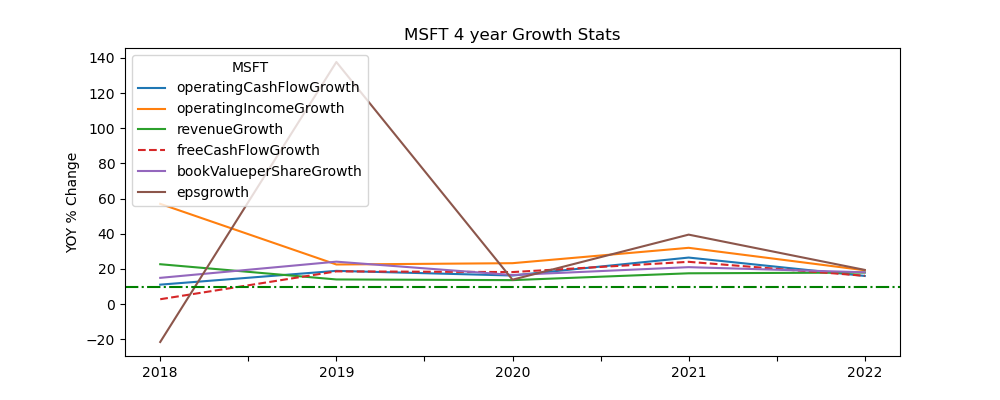 MSFT 4 year Growth Stats
140
120
100
80
60
40
20
0
−20
YOY % Change
MSFT
operatingCashFlowGrowth
operatingIncomeGrowth
revenueGrowth
freeCashFlowGrowth
bookValueperShareGrowth
epsgrowth
2018 2019 2020 2021 2022